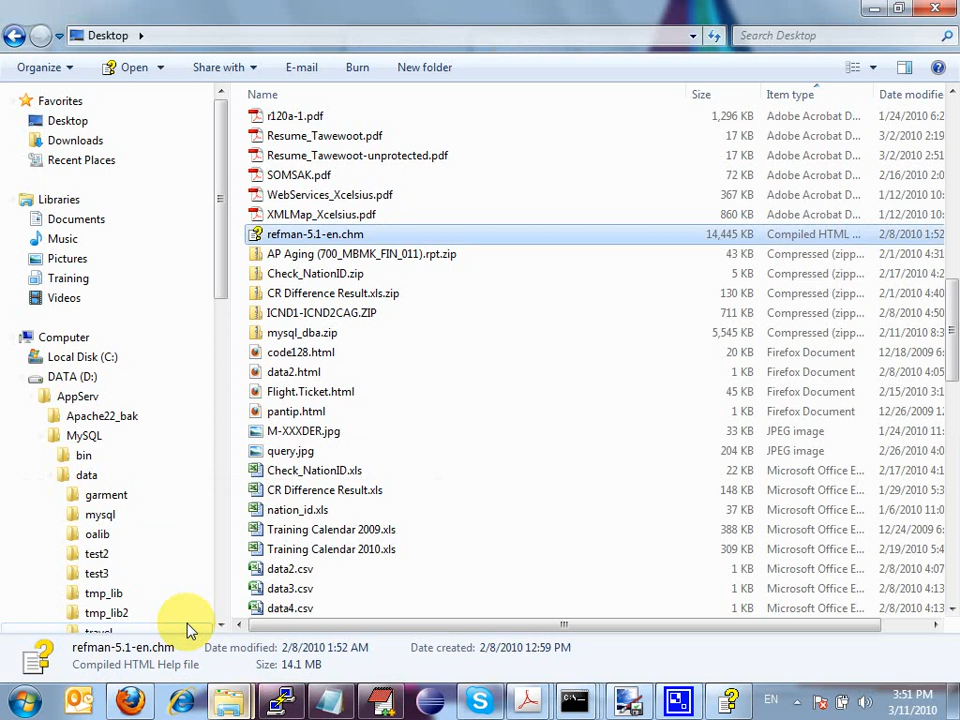 Desktop
Search Desktop
Organize Open Share with E-mail Burn New folder
Favorites
Desktop
Downloads
Recent Places
Libraries
Documents
Music
Pictures
Training
Videos
Computer
Local Disk (C:)
DATA (D:)
AppServ
Apache22_bak
MySQL
bin
data
garment
mysql
oalib
test2
test3
tmp_lib
tmp_lib2
travel
Name Size Item type Date modifie
r120a-1.pdf 1,296 KB Adobe Acrobat D... 1/24/2010 6:2
Resume_Tawewoot.pdf 17 KB Adobe Acrobat D... 3/2/2010 2:19
Resume_Tawewoot-unprotected.pdf 17 KB Adobe Acrobat D... 3/2/2010 2:51
SOMSAK.pdf 72 KB Adobe Acrobat D... 2/16/2010 2:0
WebServices_Xcelsius.pdf 367 KB Adobe Acrobat D... 1/12/2010 10:
XMLMap_Xcelsius.pdf 860 KB Adobe Acrobat D... 1/12/2010 10:
refman-5.1-en.chm 14,445 KB Compiled HTML ... 2/8/2010 1:52
AP Aging (700_MBMK_FIN_011).rpt.zip 43 KB Compressed (zipp... 2/1/2010 4:31
Check_NationID.zip 5 KB Compressed (zipp... 2/17/2010 4:2
CR Difference Result.xls.zip 130 KB Compressed (zipp... 2/1/2010 4:40
ICND1-ICND2CAG.ZIP 711 KB Compressed (zipp... 2/8/2010 4:50
mysql_dba.zip 5,545 KB Compressed (zipp... 2/11/2010 8:3
code128.html 20 KB Firefox Document 12/18/2009 6:
data2.html 4 KB Firefox Document 2/8/2010 4:05
Flight.Ticket.html 45 KB Firefox Document 2/15/2010 3:1
pantip.html 1 KB Firefox Document 12/26/2009 1:
M-XXXDER.jpg 33 KB JPEG image 1/24/2010 11:
query.jpg 204 KB JPEG image 2/26/2010 4:0
Check_NationID.xls 22 KB Microsoft Office E... 2/17/2010 4:2
CR Difference Result.xls 148 KB Microsoft Office E... 1/29/2010 5:3
nation_id.xls 37 KB Microsoft Office E... 1/6/2010 11:0
Training Calendar 2009.xls 388 KB Microsoft Office E... 12/24/2009 6:
Training Calendar 2010.xls 309 KB Microsoft Office E... 2/19/2010 5:4
data2.csv 1 KB Microsoft Office E... 2/8/2010 4:07
data3.csv 1 KB Microsoft Office E... 2/8/2010 4:13
data4.csv 1 KB Microsoft Office E... 2/8/2010 4:13
refman-5.1-en.chm Date modified: 2/8/2010 1:52 AM Date created: 2/8/2010 12:59 PM
Compiled HTML Help file Size: 14.1 MB
EN
3:51 PM
3/11/2010